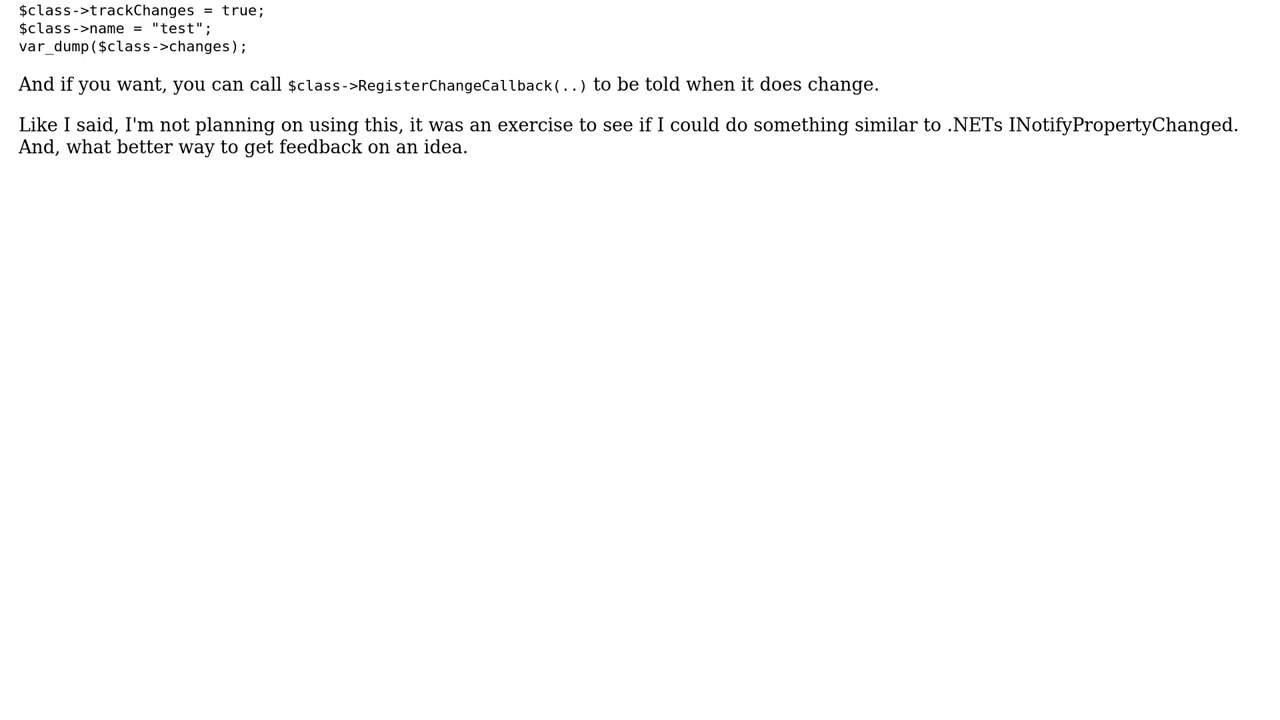 $class->trackChanges = true;
$class->name = "test";
var_dump($class->changes);
And if you want, you can call $class->RegisterChangeCallback(..) to be told when it does change.
Like I said, I'm not planning on using this, it was an exercise to see if I could do something similar to .NETs INotifyPropertyChanged.
And, what better way to get feedback on an idea.